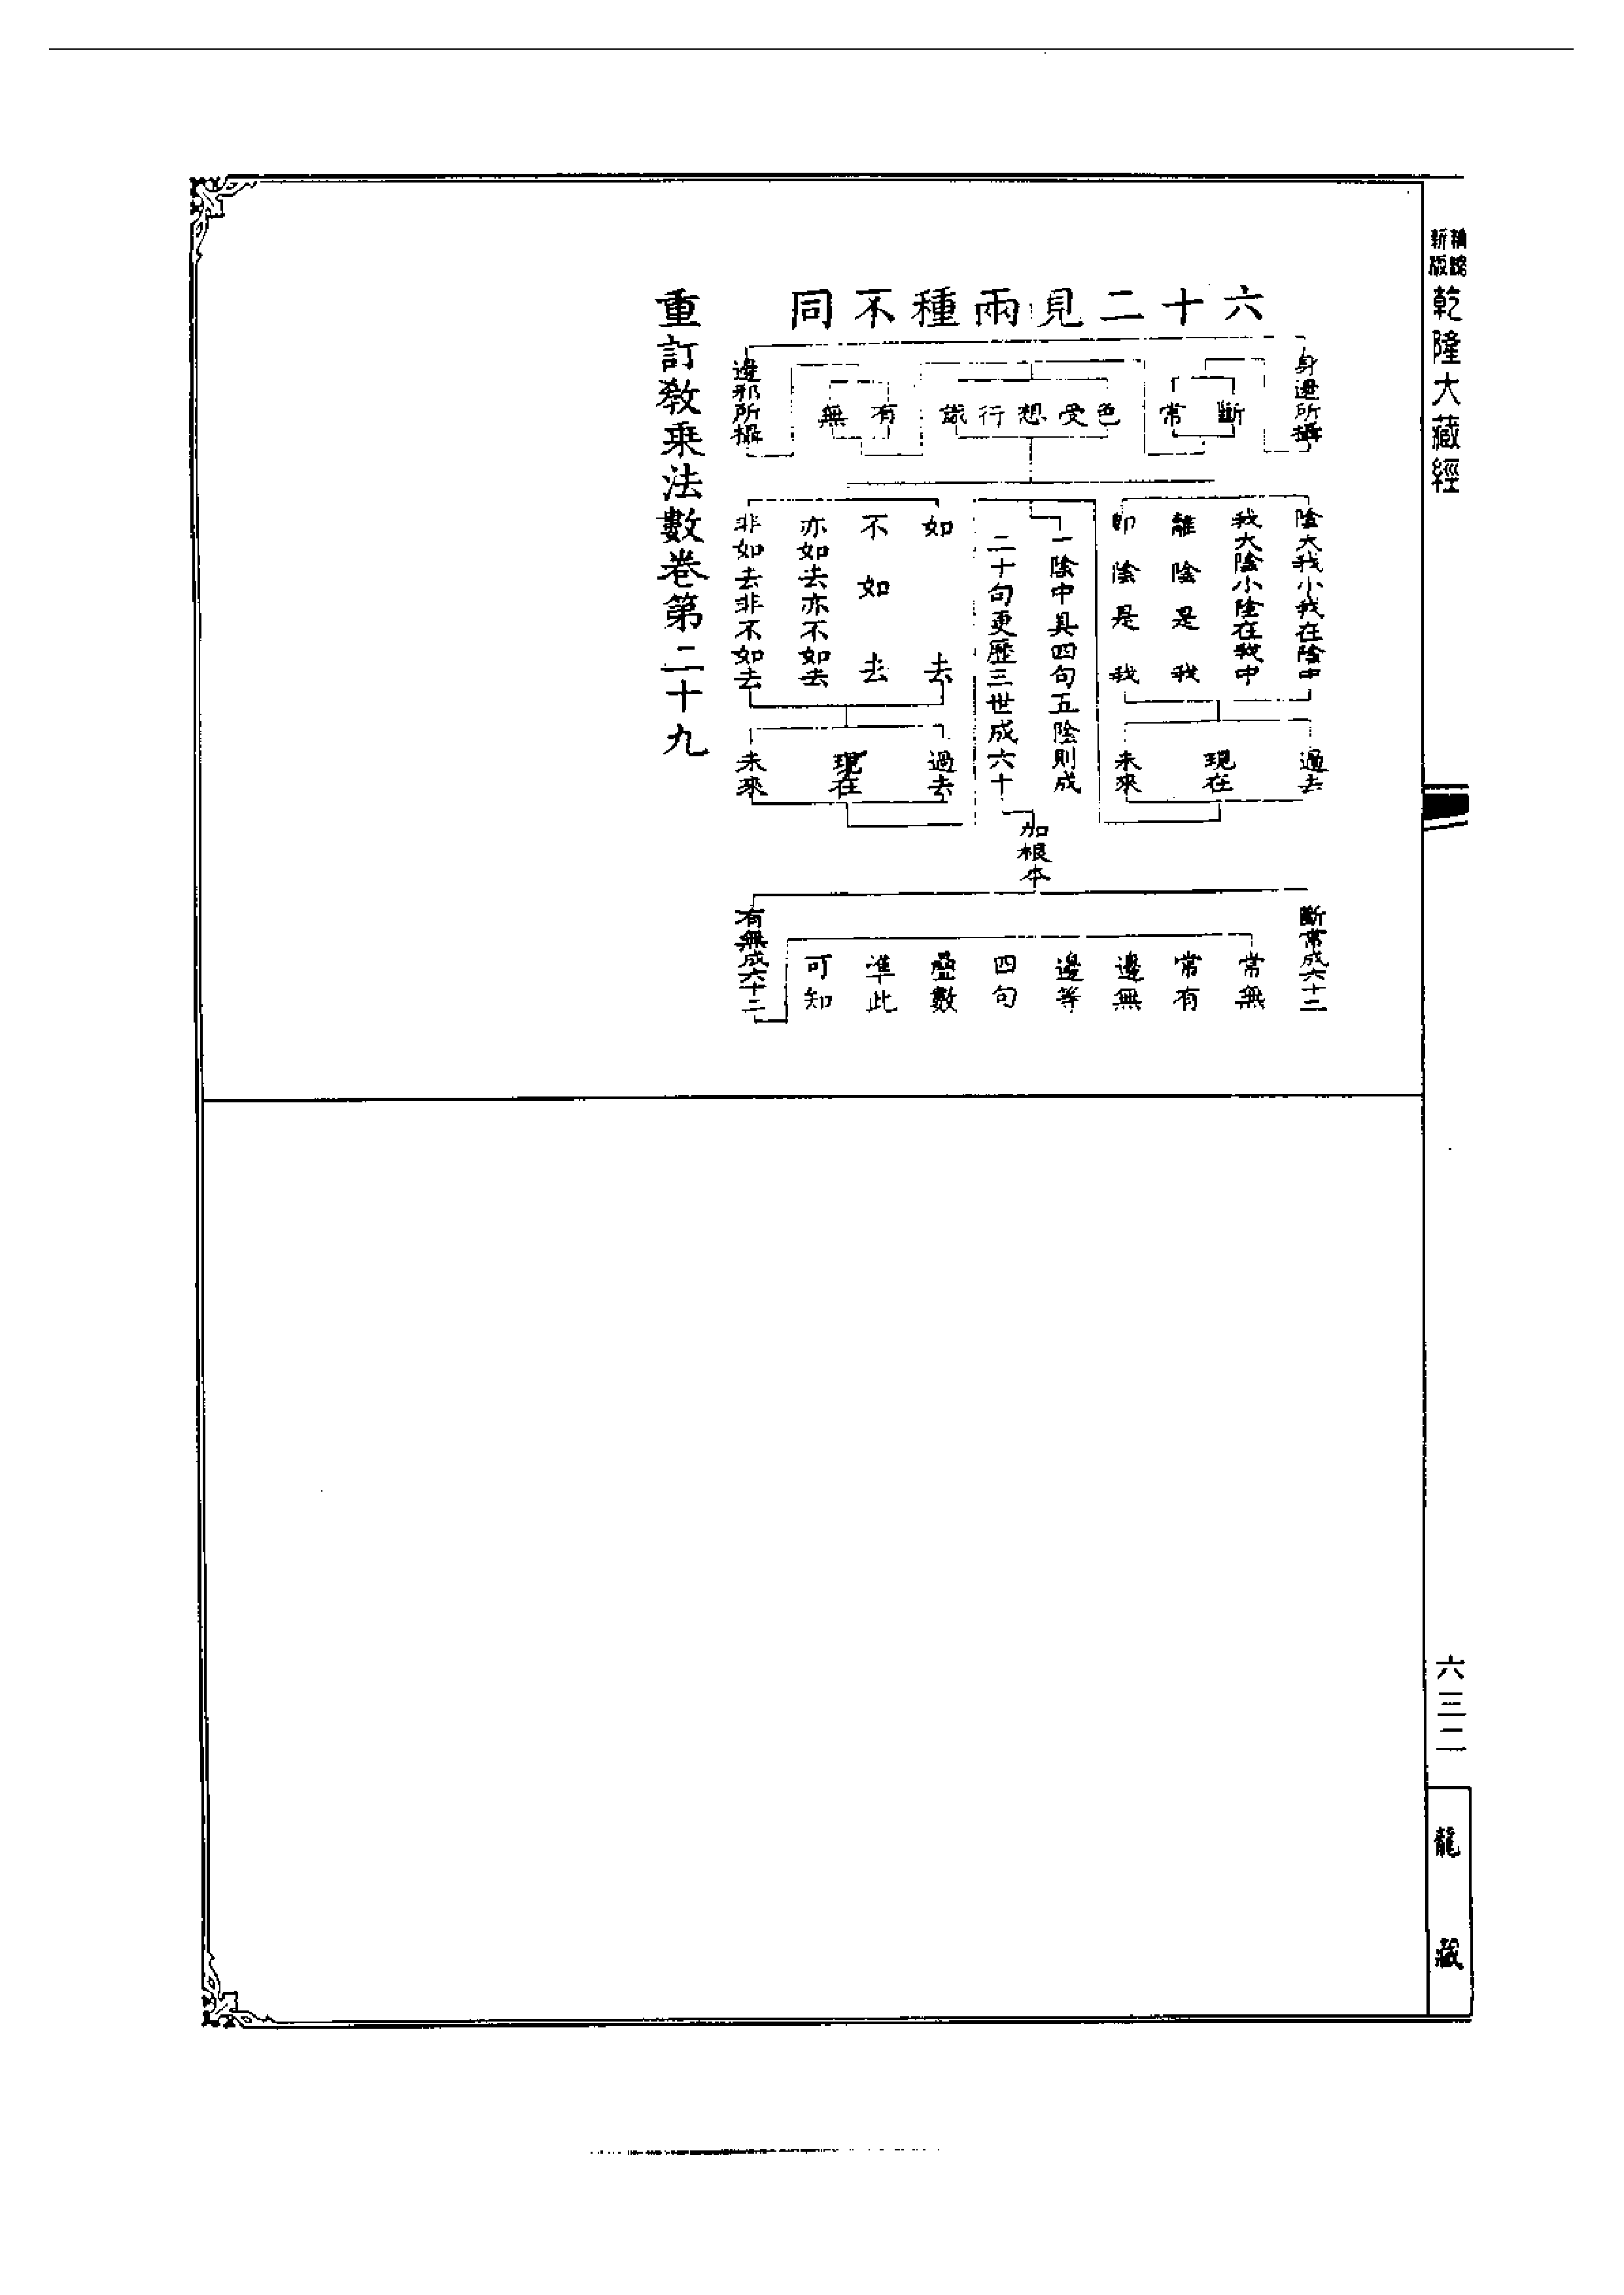 新版
乾隆大藏經
六十二見兩種不同
身邊所攝
斷
常
色受想行識
有
無
邊邪所攝
陰大我小我在陰中
我大陰小陰在我中
離陰是我
即陰是我
過去
現在
未來
一陰中具四句五陰則成
二十句更歷三世成六十
如去
不如去
亦如去亦不如去
非如去非不如去
過去
現在
未來
加根本
斷常成六十二
常無
常有
邊無
邊等
四句
疊數
準此
可知
有無成六十二
重訂教乘法數卷第二十九
六三二
龍藏